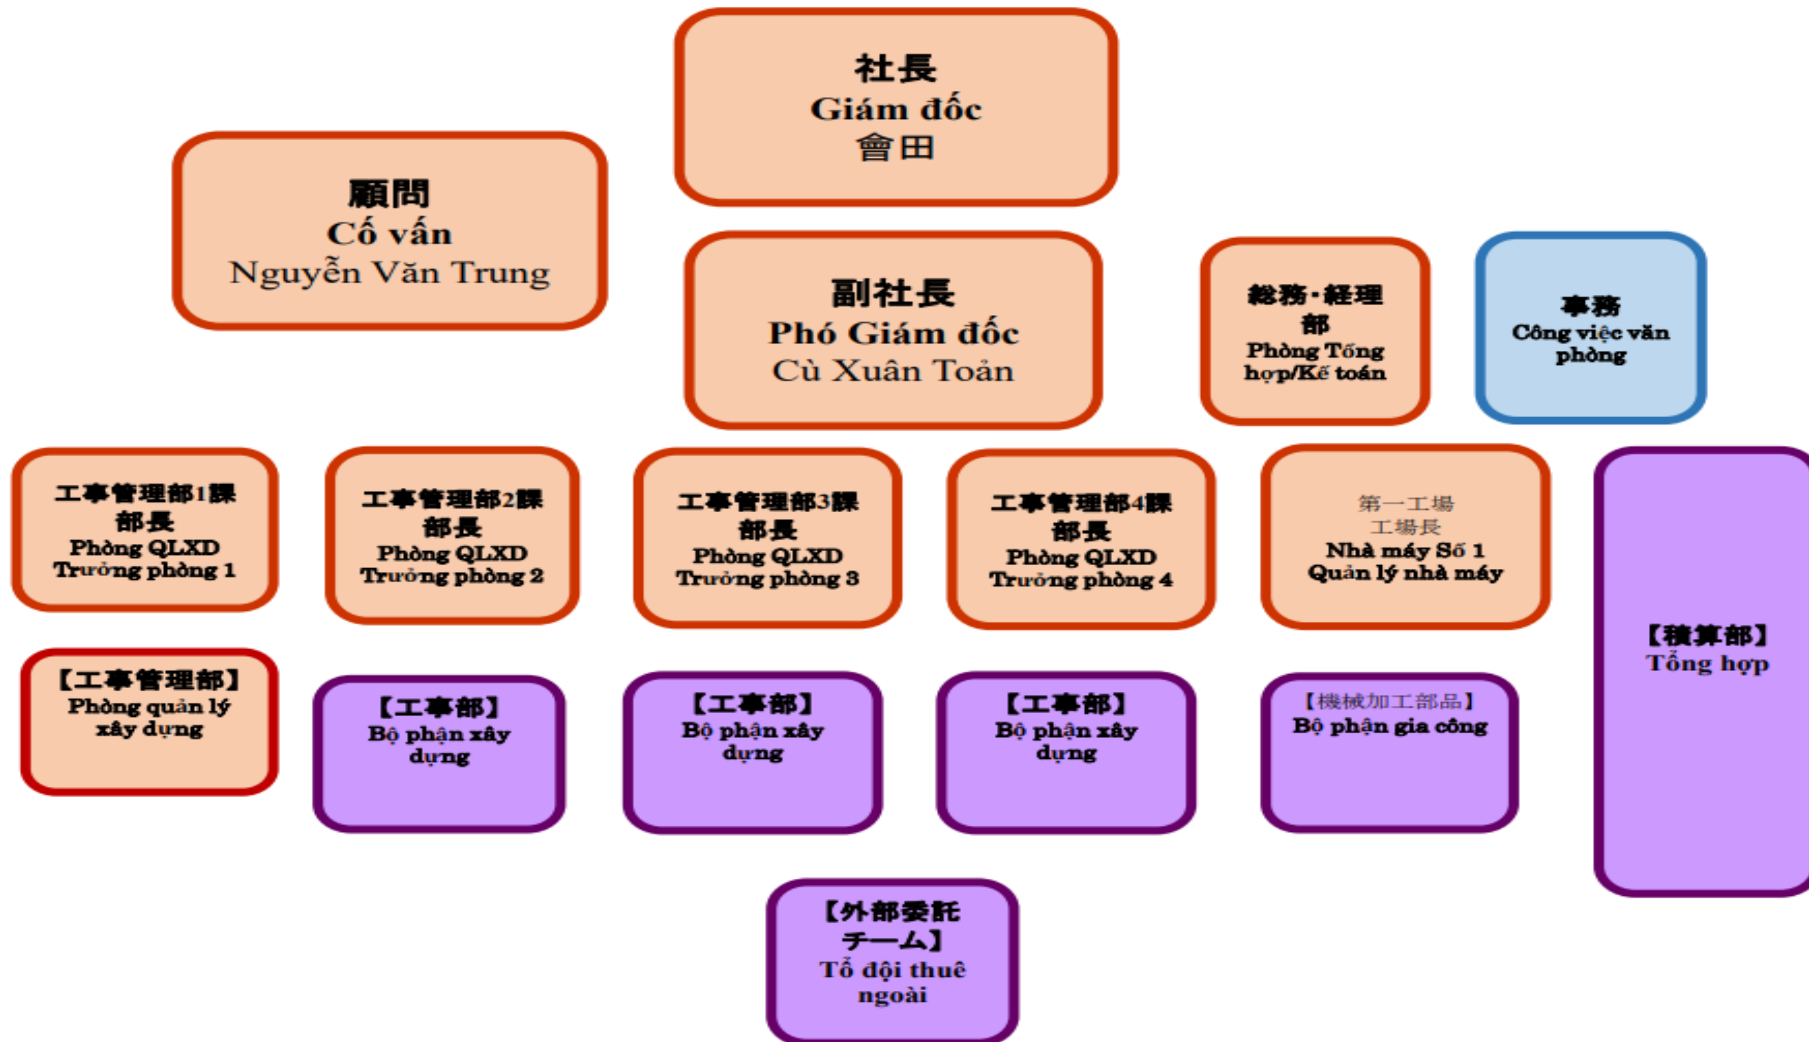 社長
Giám đốc
會田
顧問
Cố vấn
Nguyễn Văn Trung
副社長
Phó Giám đốc
Cù Xuân Toản
総務・経理
部
Phòng Tổng
hợp/Kế toán
事務
Công việc văn
phòng
工事管理部1課
部長
Phòng QLXD
Trưởng phòng 1
工事管理部2課
部長
Phòng QLXD
Trưởng phòng 2
工事管理部3課
部長
Phòng QLXD
Trưởng phòng 3
工事管理部4課
部長
Phòng QLXD
Trưởng phòng 4
第一工場
工場長
Nhà máy Số 1
Quản lý nhà máy
【積算部】
Tổng hợp
【工事管理部】
Phòng quản lý
xây dựng
【工事部】
Bộ phận xây
dựng
【工事部】
Bộ phận xây
dựng
【工事部】
Bộ phận xây
dựng
【機械加工部品】
Bộ phận gia công
【外部委託
チーム】
Tổ đội thuê
ngoài